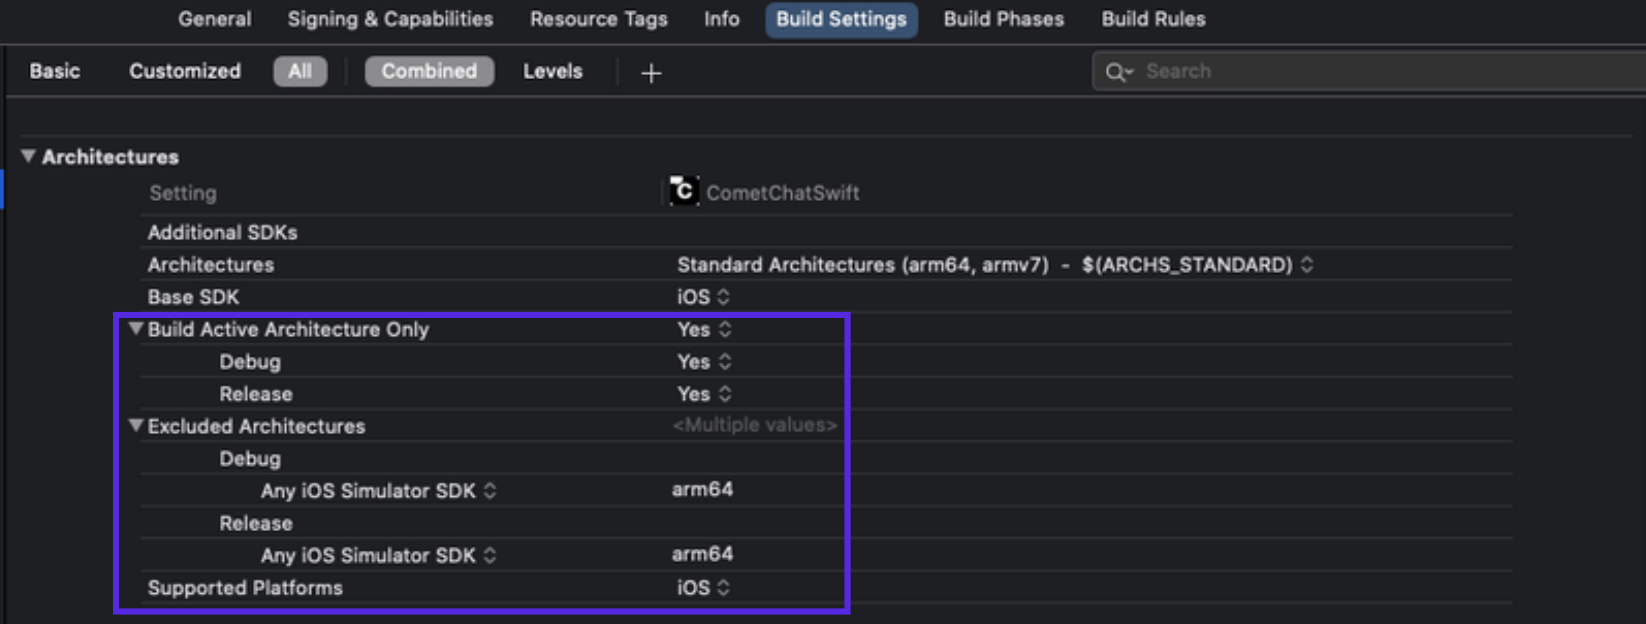 General Signing & Capabilities Resource Tags Info Build Settings Build Phases Build Rules
Basic Customized All Combined Levels + Search
Architectures
Setting C CometChatSwift
Additional SDKs
Architectures Standard Architectures (arm64, armv7) - $(ARCHS_STANDARD)
Base SDK iOS
Build Active Architecture Only Yes
Debug Yes
Release Yes
Excluded Architectures <Multiple values>
Debug
Any iOS Simulator SDK arm64
Release
Any iOS Simulator SDK arm64
Supported Platforms iOS